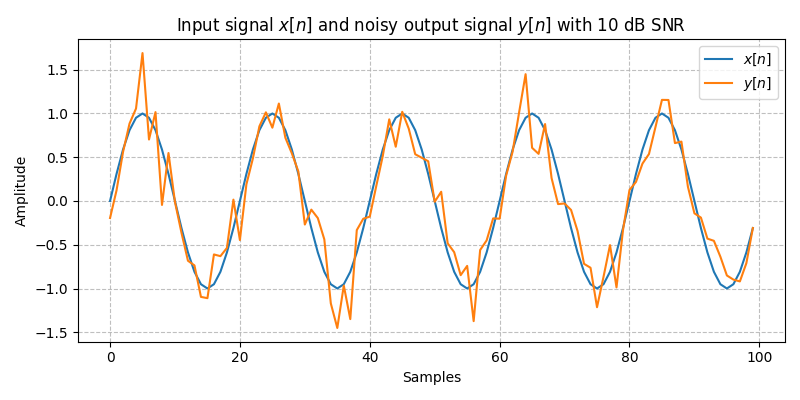 Input signal x[n] and noisy output signal y[n] with 10 dB SNR
x[n]
y[n]
1.5
1.0
0.5
0.0
−0.5
−1.0
−1.5
Amplitude
0 20 40 60 80 100
Samples